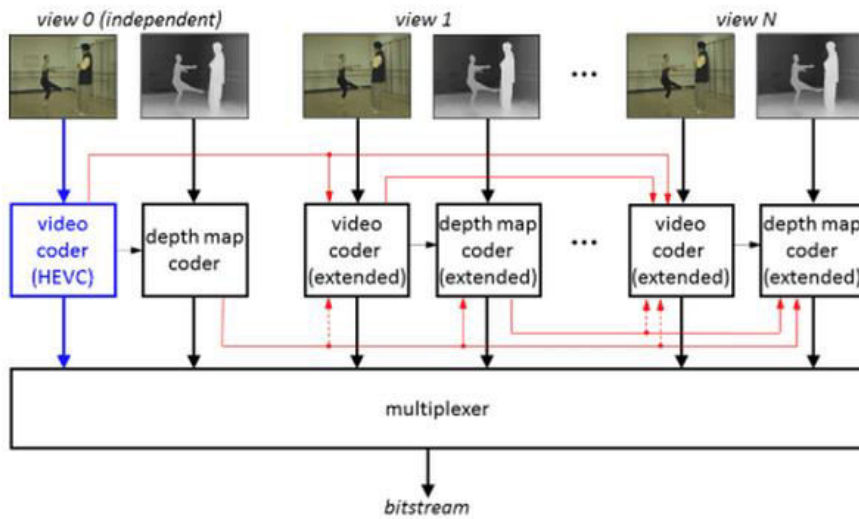 view 0 (independent)
view 1
view N
...
video
coder
(HEVC)
depth map
coder
video
coder
(extended)
depth map
coder
(extended)
...
video
coder
(extended)
depth map
coder
(extended)
multiplexer
bitstream